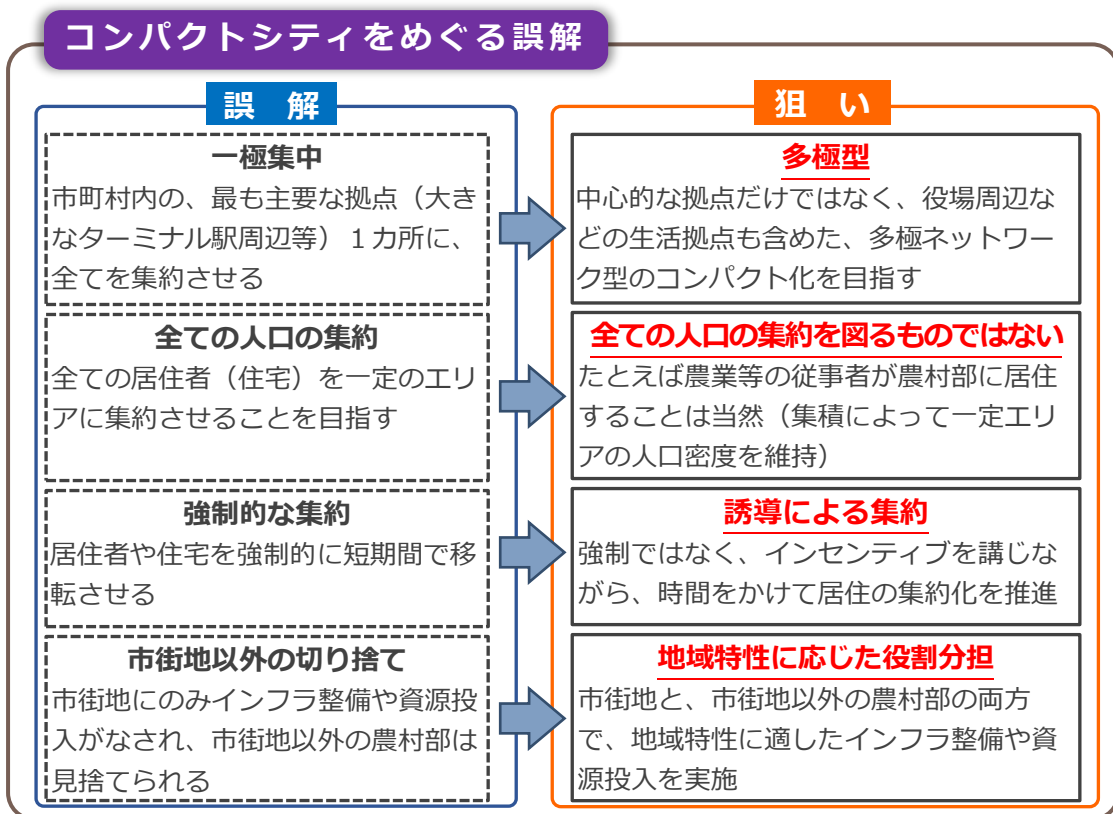 コンパクトシティをめぐる誤解
誤 解
狙 い
一極集中
市町村内の、最も主要な拠点（大き
なターミナル駅周辺等）１カ所に、
全てを集約させる
多極型
中心的な拠点だけではなく、役場周辺な
どの生活拠点も含めた、多極ネットワー
ク型のコンパクト化を目指す
全ての人口の集約
全ての居住者（住宅）を一定のエリ
アに集約させることを目指す
全ての人口の集約を図るものではない
たとえば農業等の従事者が農村部に居住
することは当然（集積によって一定エリ
アの人口密度を維持）
強制的な集約
居住者や住宅を強制的に短期間で移
転させる
誘導による集約
強制ではなく、インセンティブを講じな
がら、時間をかけて居住の集約化を推進
市街地以外の切り捨て
市街地にのみインフラ整備や資源投
入がなされ、市街地以外の農村部は
見捨てられる
地域特性に応じた役割分担
市街地と、市街地以外の農村部の両方
で、地域特性に適したインフラ整備や資
源投入を実施